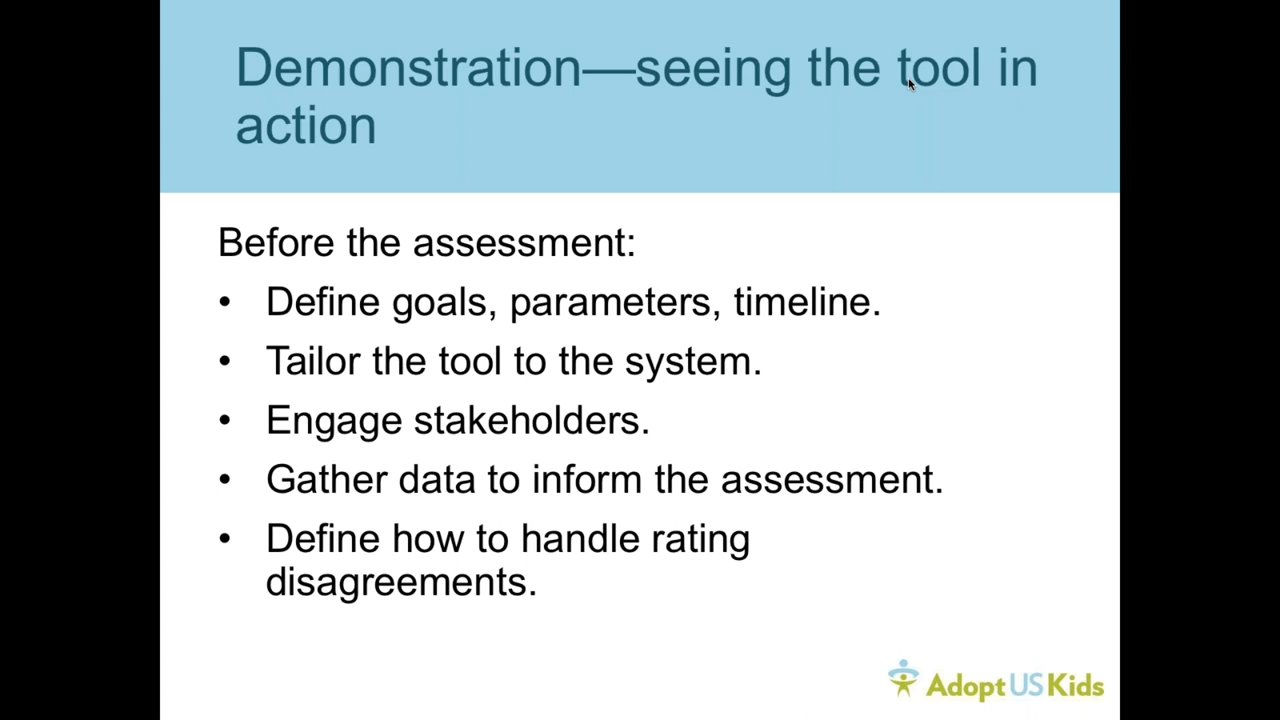 Demonstration—seeing the tool in
action
Before the assessment:
• Define goals, parameters, timeline.
• Tailor the tool to the system.
• Engage stakeholders.
• Gather data to inform the assessment.
• Define how to handle rating
disagreements.
AdoptUSKids